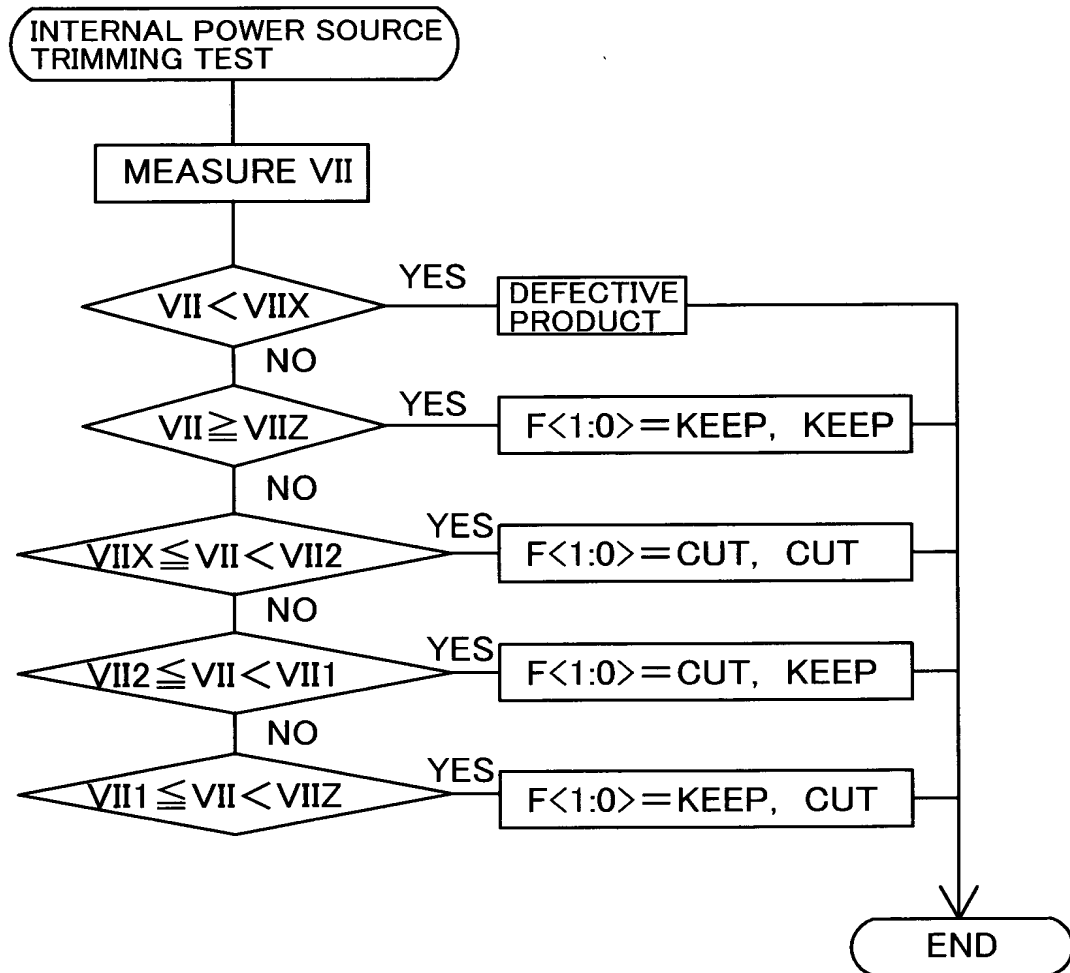 INTERNAL POWER SOURCE
TRIMMING TEST
MEASURE VII
VII<VIIX
YES
DEFECTIVE
PRODUCT
NO
VII≧VIIZ
YES
F<1:0>=KEEP, KEEP
NO
VIIX≦VII<VII2
YES
F<1:0>=CUT, CUT
NO
VII2≦VII<VII1
YES
F<1:0>=CUT, KEEP
NO
VII1≦VII<VIIZ
YES
F<1:0>=KEEP, CUT
END